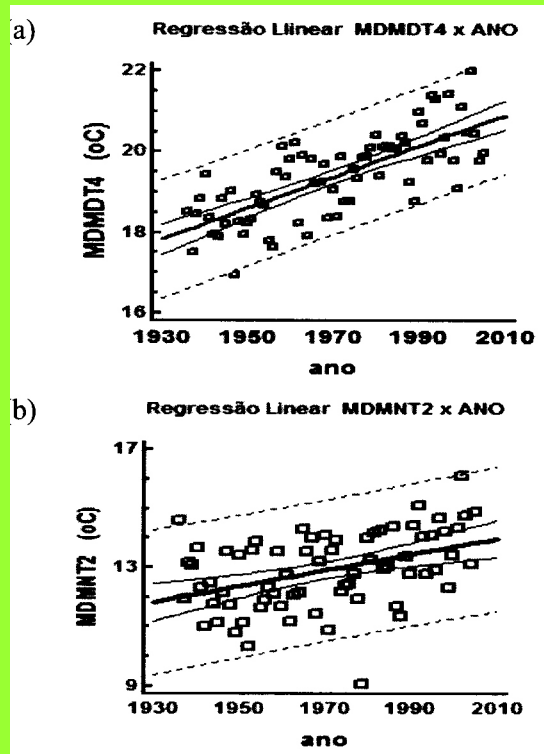 (a) Regressão Llinear MDMDT4 x ANO
22
20
18
16
MDMDT4 (oC)
1930 1950 1970 1990 2010
ano
(b) Regressão Linear MDMNT2 x ANO
17
13
9
MDMNT2 (oC)
1930 1950 1970 1990 2010
ano